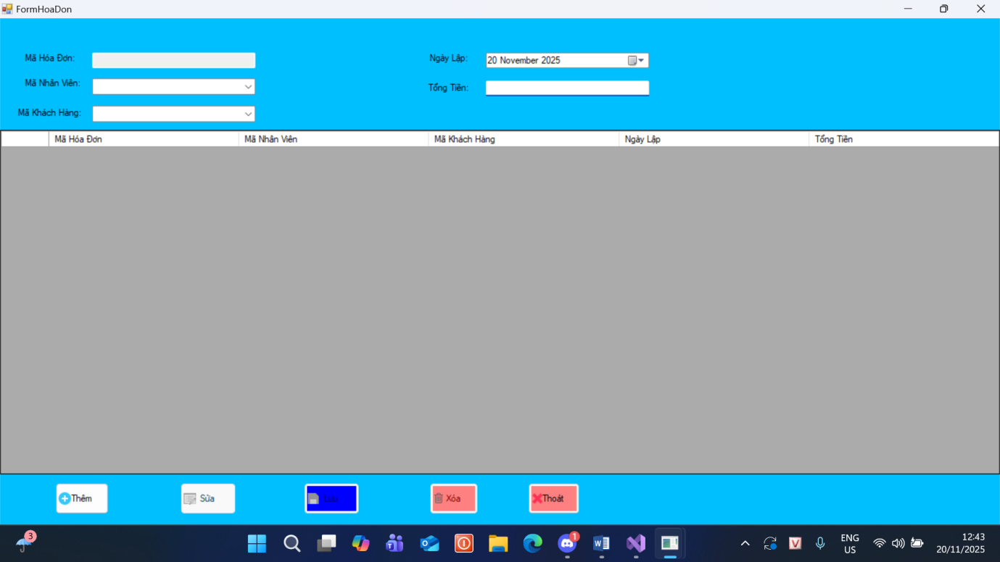 FormHoaDon
Mã Hóa Đơn:
Ngày Lập:
20 November 2025
Mã Nhân Viên:
Tổng Tiền:
Mã Khách Hàng:
Mã Hóa Đơn Mã Nhân Viên Mã Khách Hàng Ngày Lập Tổng Tiền
Thêm Sửa Lưu Xóa Thoát
3
1
ENG
US
12:43
20/11/2025